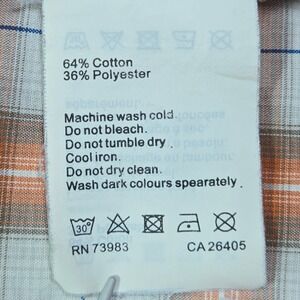 64% Cotton
36% Polyester
Machine wash cold.
Do not bleach.
Do not tumble dry.
Cool iron.
Do not dry clean.
Wash dark colours spearately.
30°
RN 73983 CA 26405